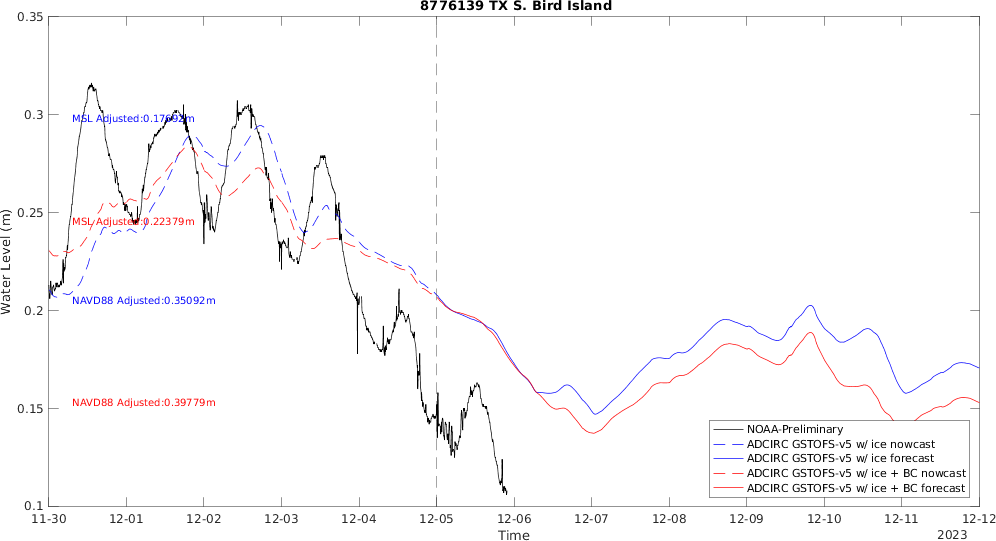 8776139 TX S. Bird Island
0.35
0.3
0.25
0.2
0.15
0.1
Water Level (m)
MSL Adjusted:0.17692m
MSL Adjusted:0.22379m
NAVD88 Adjusted:0.35092m
NAVD88 Adjusted:0.39779m
NOAA-Preliminary
ADCIRC GSTOFS-v5 w/ ice nowcast
ADCIRC GSTOFS-v5 w/ ice forecast
ADCIRC GSTOFS-v5 w/ ice + BC nowcast
ADCIRC GSTOFS-v5 w/ ice + BC forecast
11-30 12-01 12-02 12-03 12-04 12-05 12-06 12-07 12-08 12-09 12-10 12-11 12-12
Time
2023